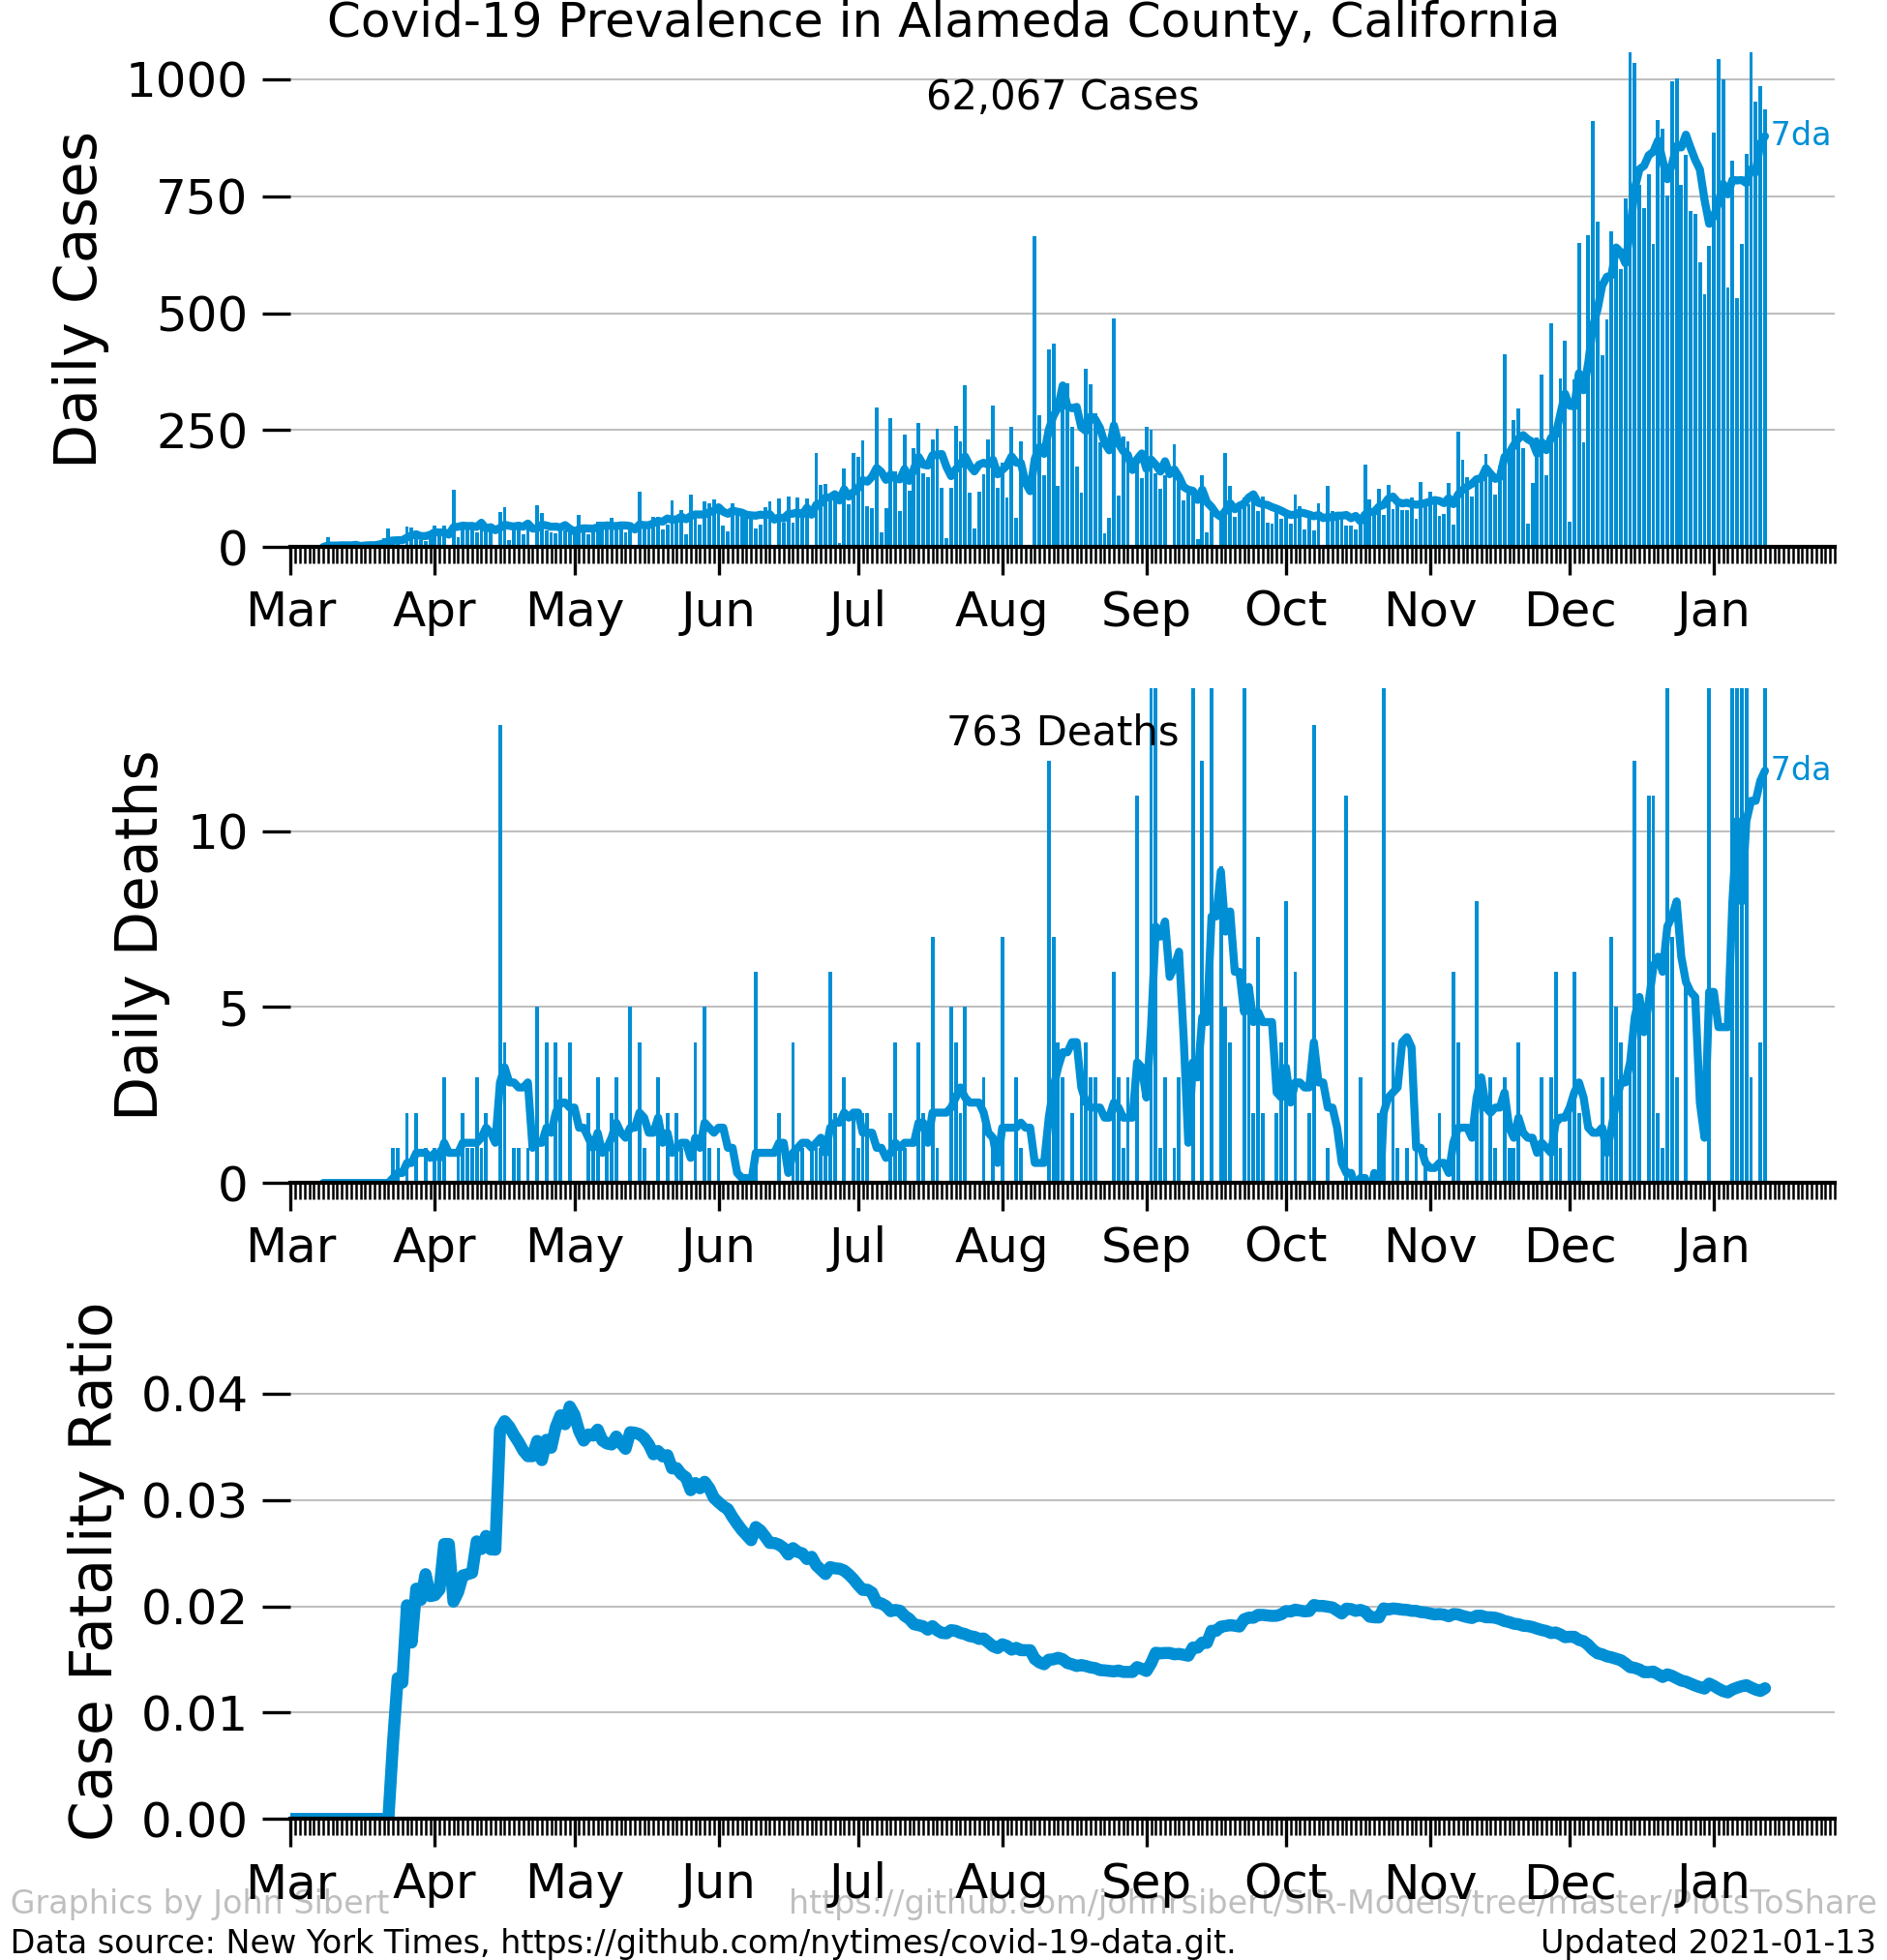 Covid-19 Prevalence in Alameda County, California
Daily Cases
1000
750
500
250
0
62,067 Cases
7da
Mar Apr May Jun Jul Aug Sep Oct Nov Dec Jan
Daily Deaths
10
5
0
763 Deaths
7da
Mar Apr May Jun Jul Aug Sep Oct Nov Dec Jan
Case Fatality Ratio
0.04
0.03
0.02
0.01
0.00
Mar Apr May Jun Jul Aug Sep Oct Nov Dec Jan
Graphics by John Sibert https://github.com/johnrsibert/SIR-Models/tree/master/PlotsToShare
Data source: New York Times, https://github.com/nytimes/covid-19-data.git. Updated 2021-01-13